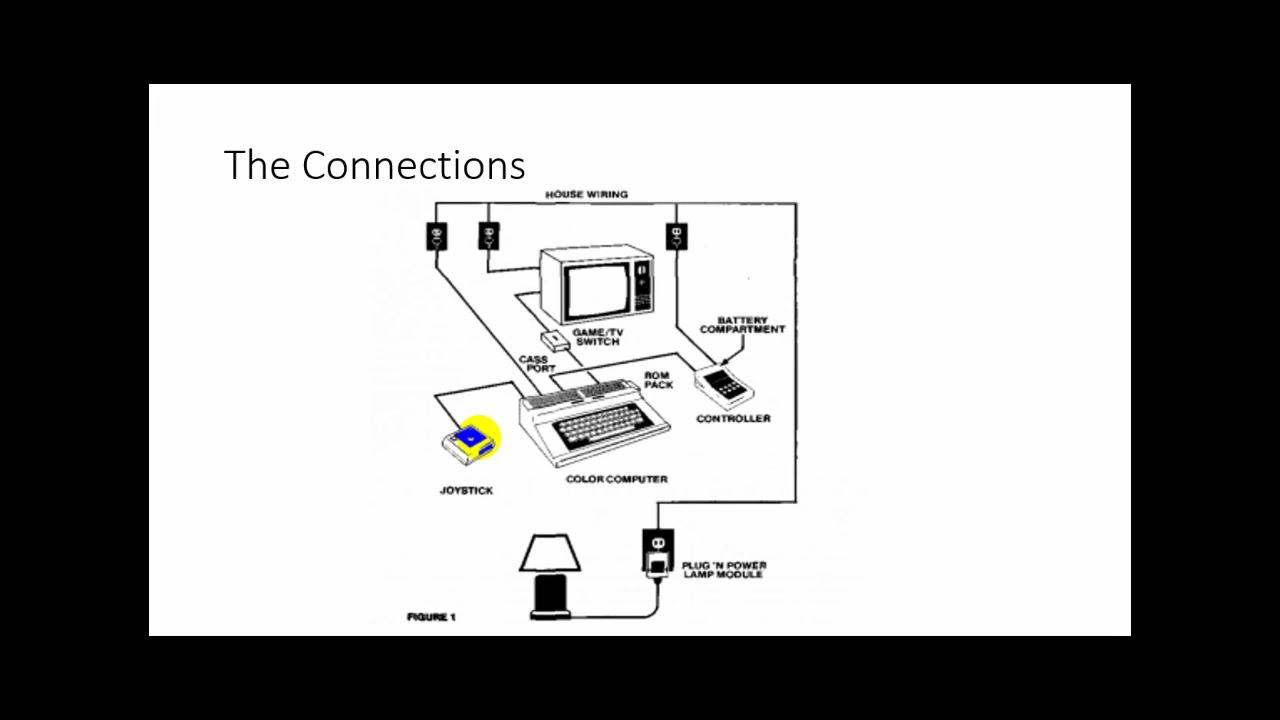 The Connections
HOUSE WIRING
BATTERY
COMPARTMENT
GAME/TV
SWITCH
CASS
PORT
ROM
PACK
CONTROLLER
COLOR COMPUTER
JOYSTICK
PLUG 'N POWER
LAMP MODULE
FIGURE 1